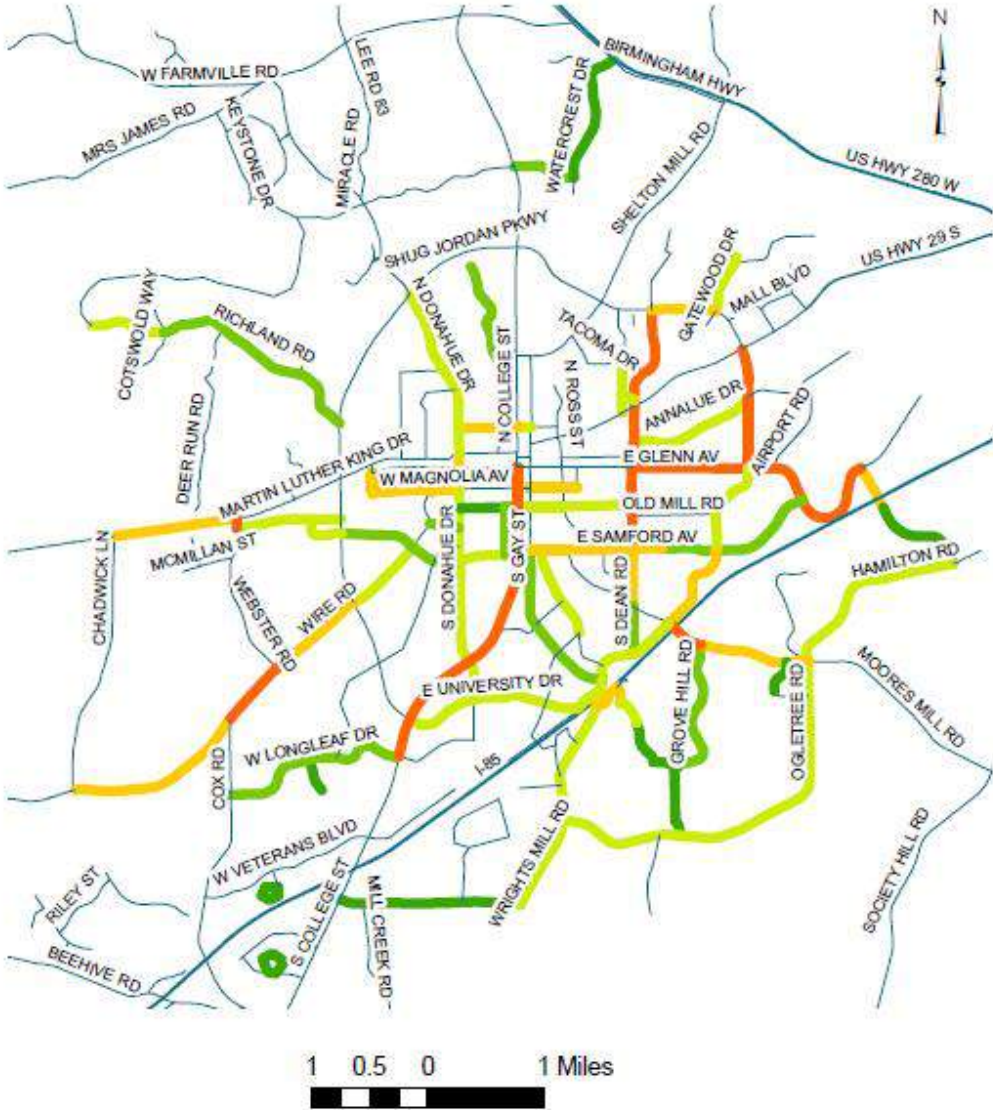 N
BIRMINGHAM HWY
LEE RD 83
W FARMVILLE RD
WATERCREST DR
KEYSTONE DR
MRS JAMES RD
MIRACLE RD
SHELTON MILL RD
US HWY 280 W
SHUG JORDAN PKWY
US HWY 29 S
GATEWOOD DR
MALL BLVD
COTSWOLD WAY
N DONAHUE DR
RICHLAND RD
TACOMA DR
N COLLEGE ST
N ROSS ST
ANNALUE DR
DEER RUN RD
AIRPORT RD
E GLENN AV
MARTIN LUTHER KING DR
W MAGNOLIA AV
OLD MILL RD
MCMILLAN ST
S DONAHUE DR
S GAY ST
E SAMFORD AV
HAMILTON RD
CHADWICK LN
WEBSTER RD
WIRE RD
S DEAN RD
MOORES MILL RD
E UNIVERSITY DR
GROVE HILL RD
OGLETREE RD
W LONGLEAF DR
COX RD
I-85
W VETERANS BLVD
WRIGHTS MILL RD
SOCIETY HILL RD
RILEY ST
S COLLEGE ST
MILL CREEK RD
BEEHIVE RD
1 0.5 0 1 Miles